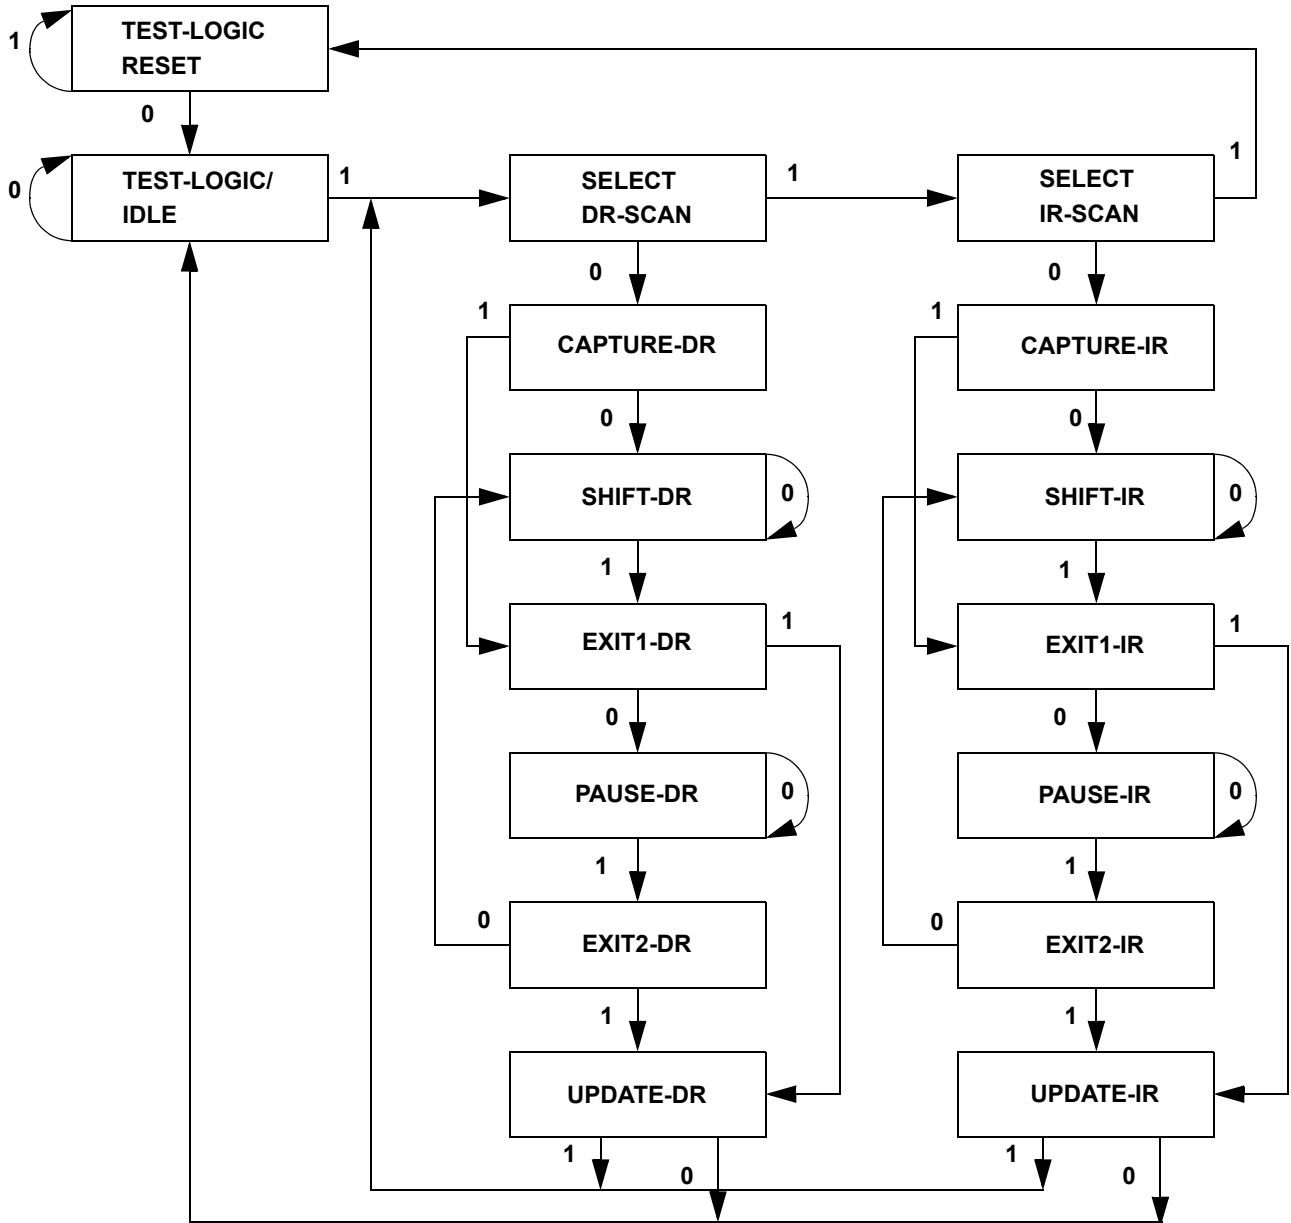 1
TEST-LOGIC
RESET
0
0
TEST-LOGIC/
IDLE
1
SELECT
DR-SCAN
1
SELECT
IR-SCAN
1
0
0
1
CAPTURE-DR
1
CAPTURE-IR
0
0
SHIFT-DR
0
SHIFT-IR
0
1
1
EXIT1-DR
1
EXIT1-IR
1
0
0
PAUSE-DR
0
PAUSE-IR
0
1
1
0
EXIT2-DR
0
EXIT2-IR
1
1
UPDATE-DR
UPDATE-IR
1
0
1
0